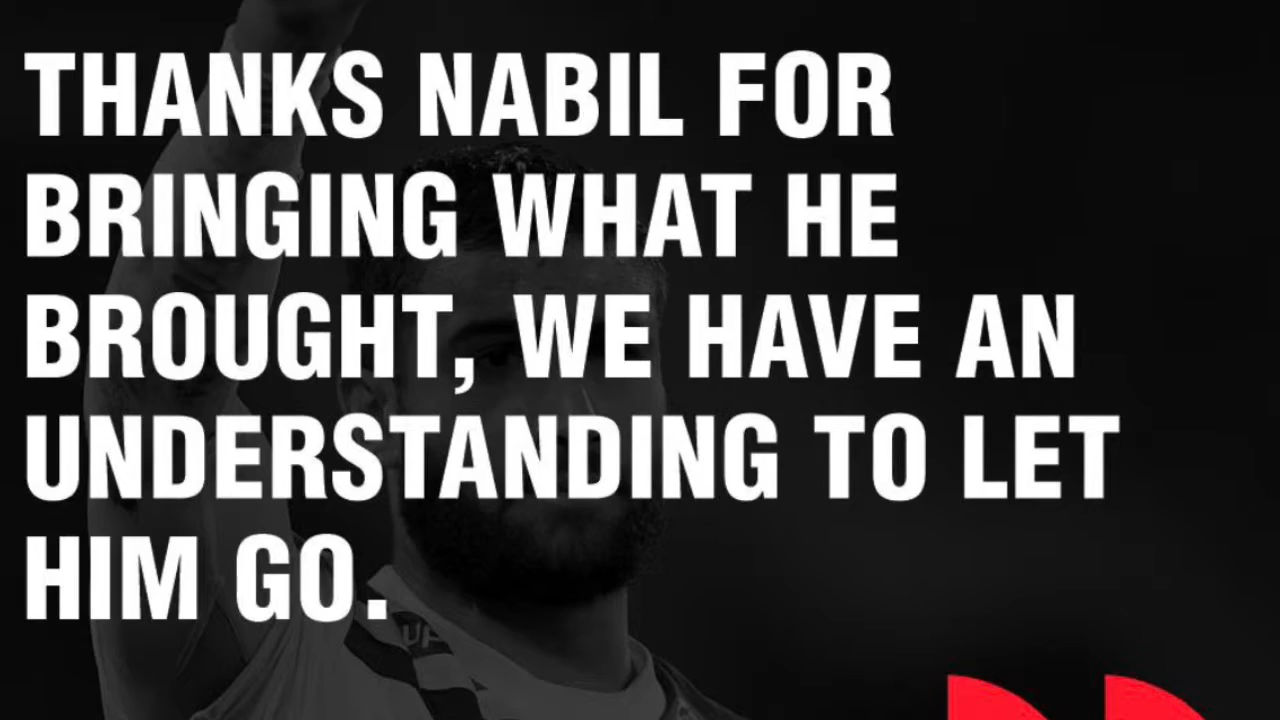 THANKS NABIL FOR
BRINGING WHAT HE
BROUGHT, WE HAVE AN
UNDERSTANDING TO LET
HIM GO.